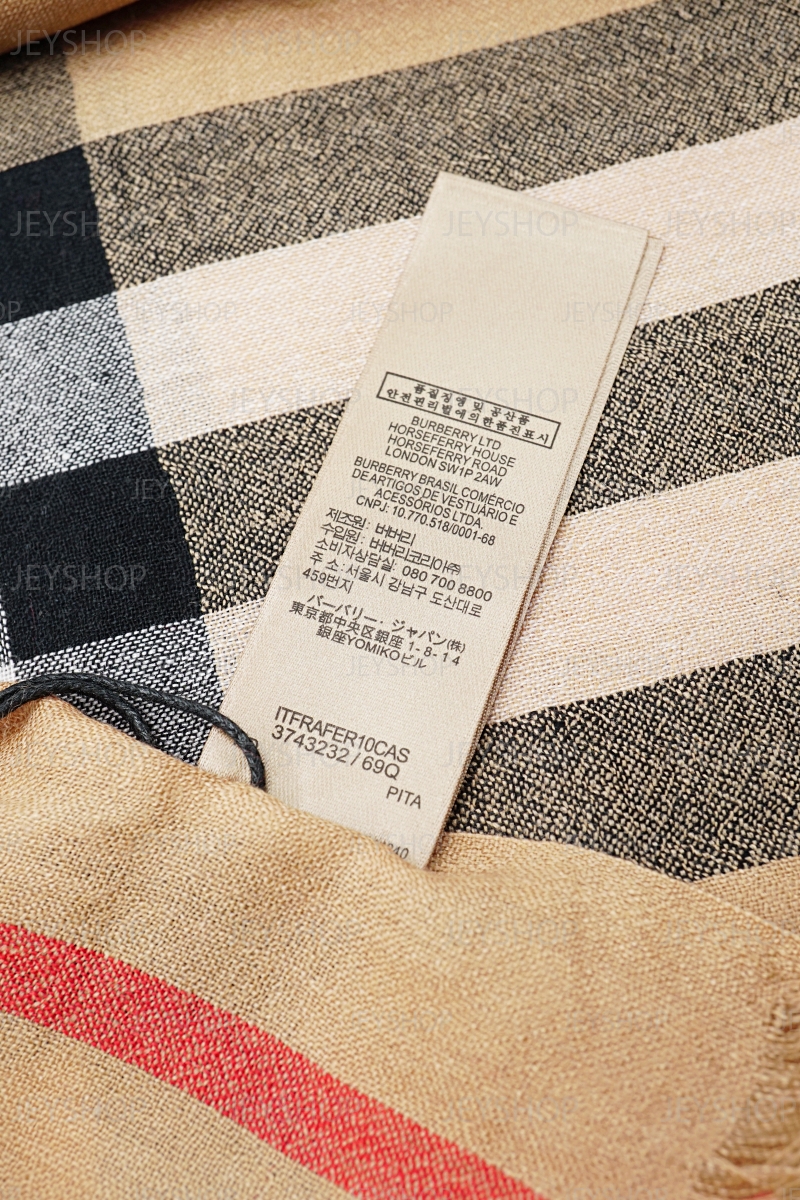 품질경영 및 공산품
안전관리법에의한품질표시
BURBERRY LTD
HORSEFERRY HOUSE
HORSEFERRY ROAD
LONDON SW1P 2AW
BURBERRY BRASIL COMÉRCIO
DE ARTIGOS DE VESTUÁRIO E
ACESSÓRIOS LTDA.
CNPJ: 10.770.518/0001-68
제조원: 버버리
수입원: 버버리코리아㈜
소비자상담실: 080 700 8800
주 소: 서울시 강남구 도산대로
459번지
バーバリー・ジャパン(株)
東京都中央区銀座 1-8-14
銀座YOMIKOビル
ITFRAFER10CAS
3743232 / 69Q
PITA
JEYSHOP